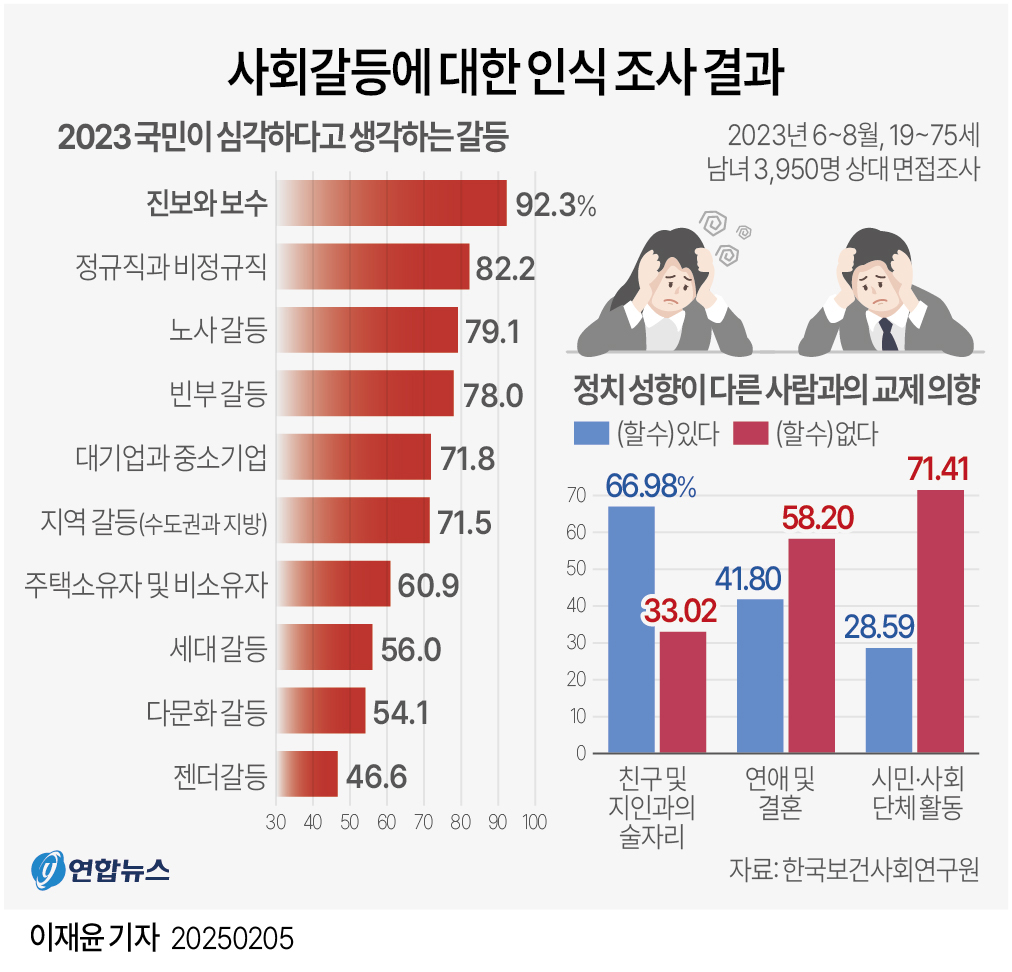 사회갈등에 대한 인식 조사 결과
2023 국민이 심각하다고 생각하는 갈등
2023년 6~8월, 19~75세
남녀 3,950명 상대 면접조사
진보와 보수 92.3%
정규직과 비정규직 82.2
노사 갈등 79.1
빈부 갈등 78.0
대기업과 중소기업 71.8
지역 갈등(수도권과 지방) 71.5
주택소유자 및 비소유자 60.9
세대 갈등 56.0
다문화 갈등 54.1
젠더갈등 46.6
30 40 50 60 70 80 90 100
정치 성향이 다른 사람과의 교제 의향
(할수)있다 (할수)없다
70
60
50
40
30
20
10
0
66.98% 33.02
41.80 58.20
28.59 71.41
친구 및
지인과의
술자리
연애 및
결혼
시민·사회
단체 활동
y 연합뉴스
자료: 한국보건사회연구원
이재윤 기자 20250205